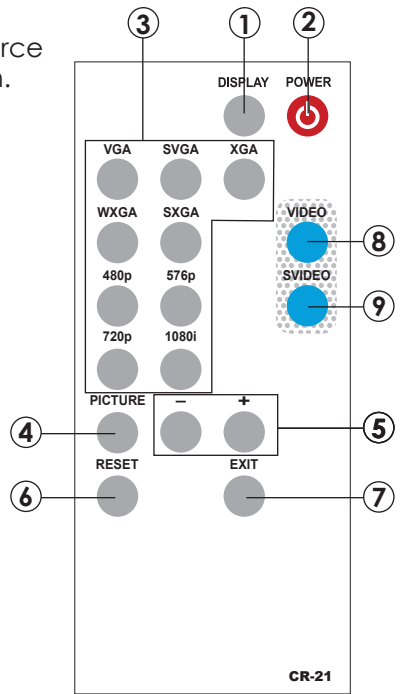 rce
.
3 1 2
DISPLAY POWER
VGA SVGA XGA
WXGA SXGA
VIDEO
8
480p 576p
SVIDEO
9
720p 1080i
PICTURE − +
4
5
RESET EXIT
6
7
CR-21